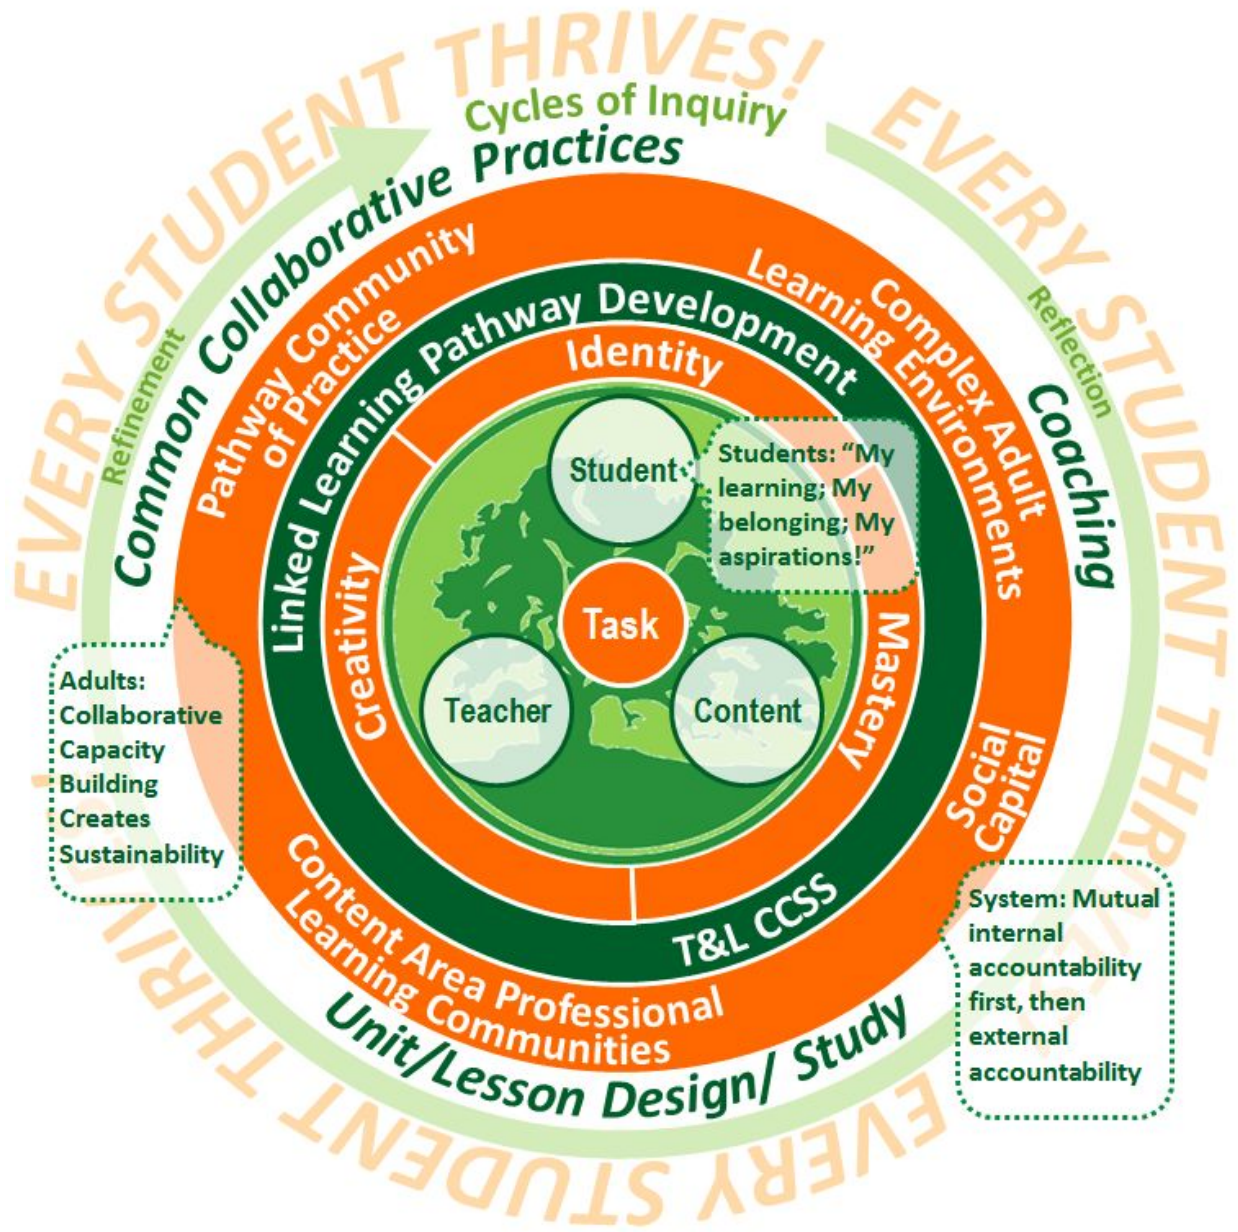 EVERY STUDENT THRIVES!
EVERY STUDENT THRIVES!
EVERY STUDENT THRIVES!
Cycles of Inquiry
Reflection
Refinement
Common Collaborative Practices
Coaching
Unit/Lesson Design/ Study
Pathway Community
of Practice
Complex Adult
Learning Environments
Social
Capital
Content Area Professional
Learning Communities
Linked Learning Pathway Development
T&L CCSS
Identity
Creativity
Mastery
Student
Task
Teacher
Content
Students: “My
learning; My
belonging; My
aspirations!”
Adults:
Collaborative
Capacity
Building
Creates
Sustainability
System: Mutual
internal
accountability
first, then
external
accountability